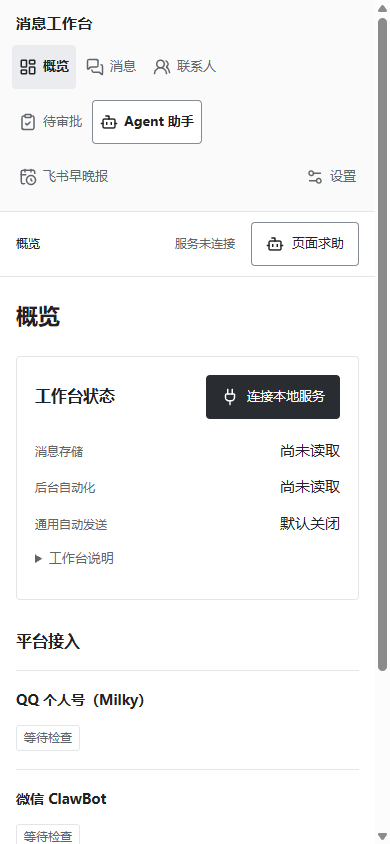 消息工作台
概览 消息 联系人
待审批 Agent 助手
飞书早晚报 设置
概览 服务未连接 页面求助
概览
工作台状态 连接本地服务
消息存储 尚未读取
后台自动化 尚未读取
通用自动发送 默认关闭
工作台说明
平台接入
QQ 个人号（Milky）
等待检查
微信 ClawBot
等待检查